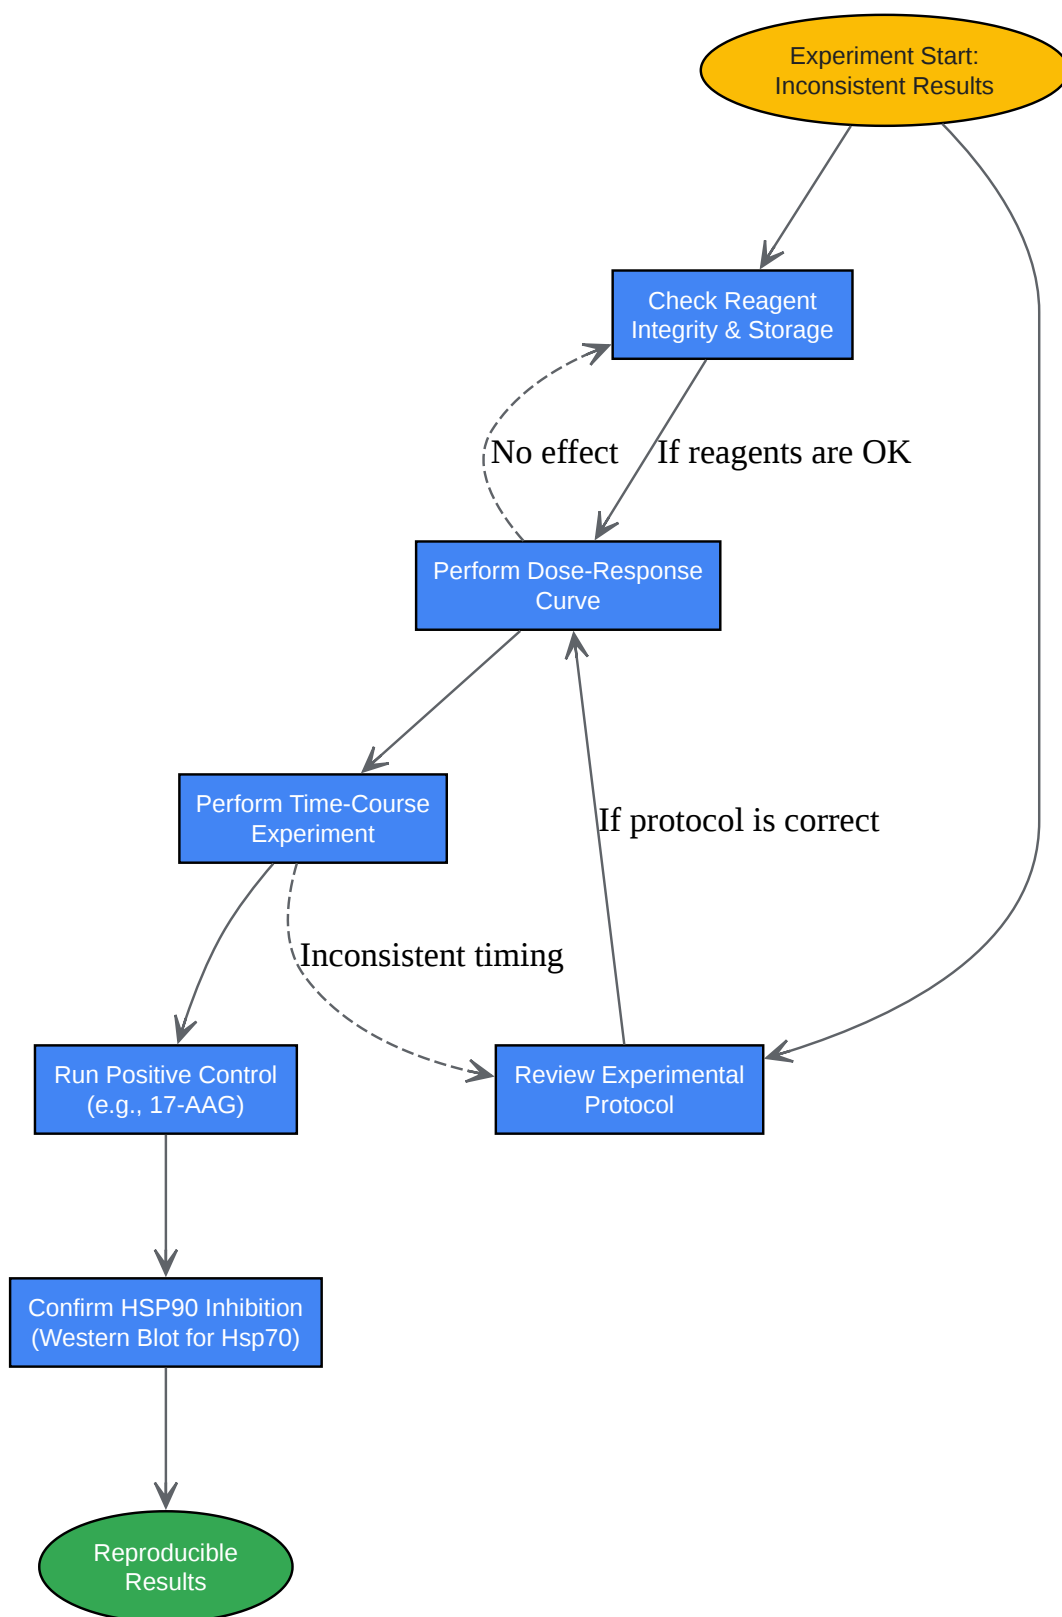 Experiment Start:
Inconsistent Results
Check Reagent
Integrity & Storage
No effect
If reagents are OK
Perform Dose-Response
Curve
Perform Time-Course
Experiment
If protocol is correct
Inconsistent timing
Run Positive Control
(e.g., 17-AAG)
Review Experimental
Protocol
Confirm HSP90 Inhibition
(Western Blot for Hsp70)
Reproducible
Results